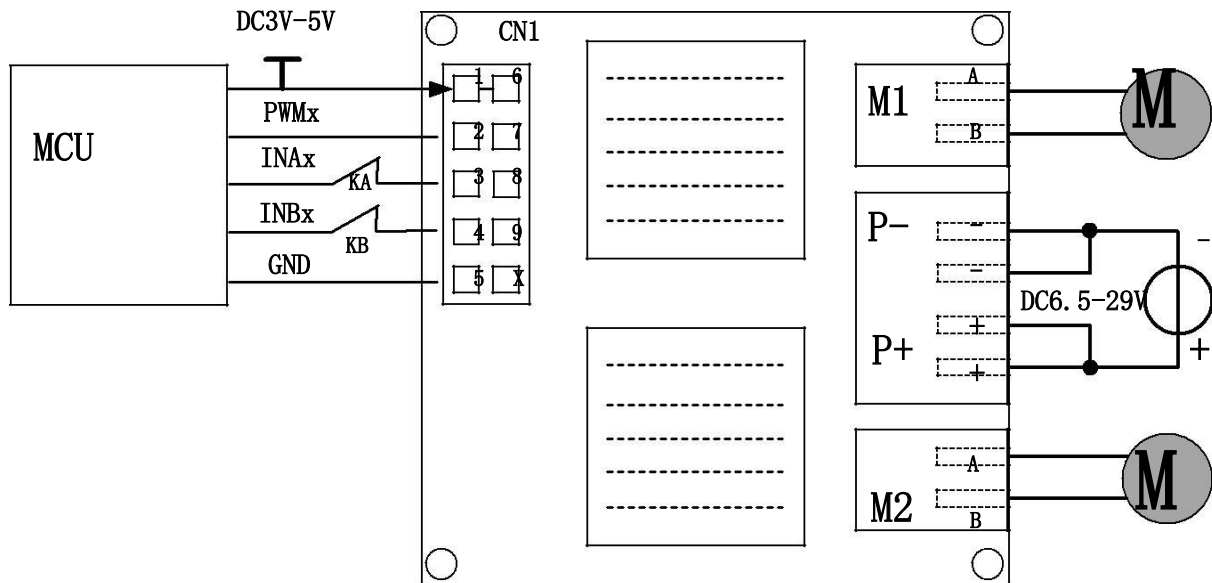 DC3V-5V
CN1
MCU
PWMx
INAx
KA
INBx
KB
GND
1 6
2 7
3 8
4 9
5 X
M1
A
B
M
P-
-
-
P+
+
+
DC6.5-29V
-
+
M2
A
B
M